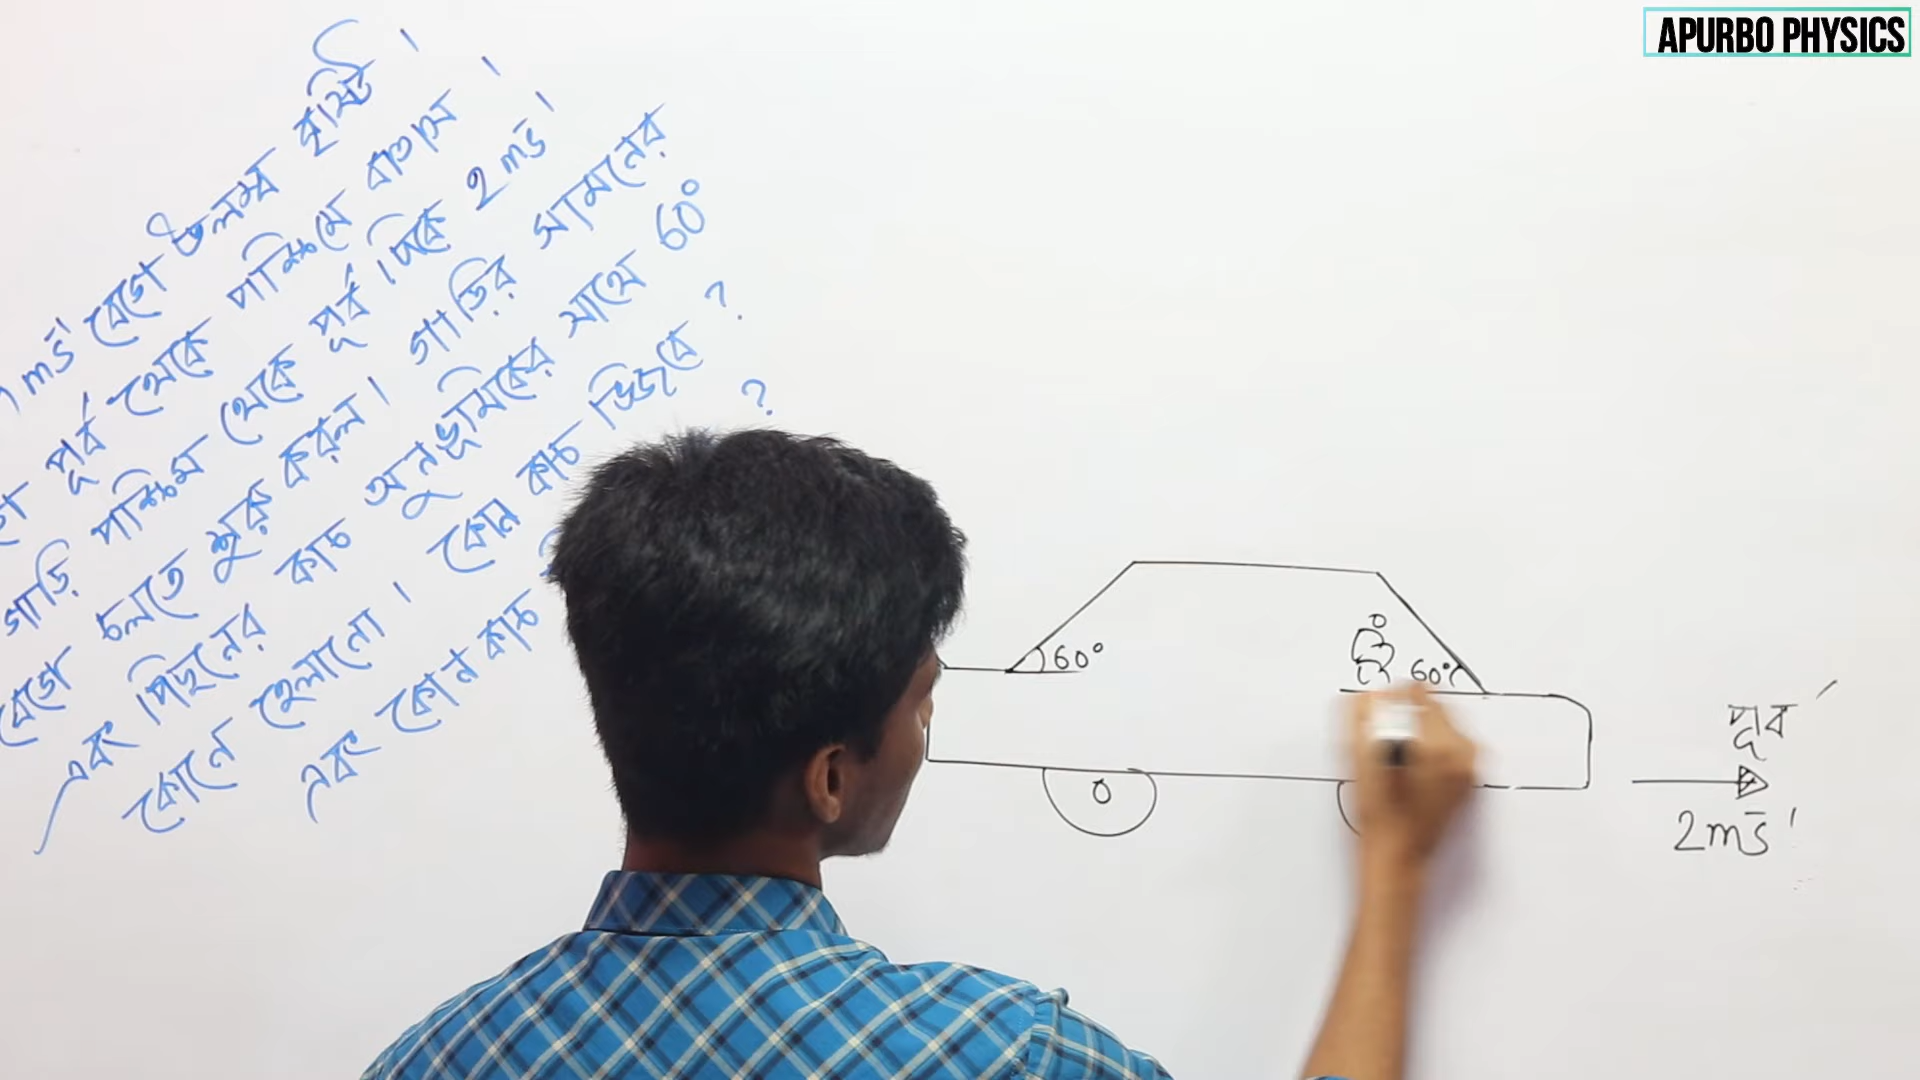 APURBO PHYSICS
ms⁻¹ বেগে উলম্ব বৃষ্টি ।
পূর্ব থেকে পশ্চিমে বাতাস ।
গাড়ি পশ্চিম থেকে পূর্ব দিকে 2 ms⁻¹
বেগে চলতে শুরু করল । গাড়ির সামনের
এবং পিছনের কাচ অনুভূমিকের সাথে 60°
কোনে হেলানো । কোন কাচ ভিজবে ?
এবং কোন কাচ ?
60°
60°
পূর্ব
2ms⁻¹